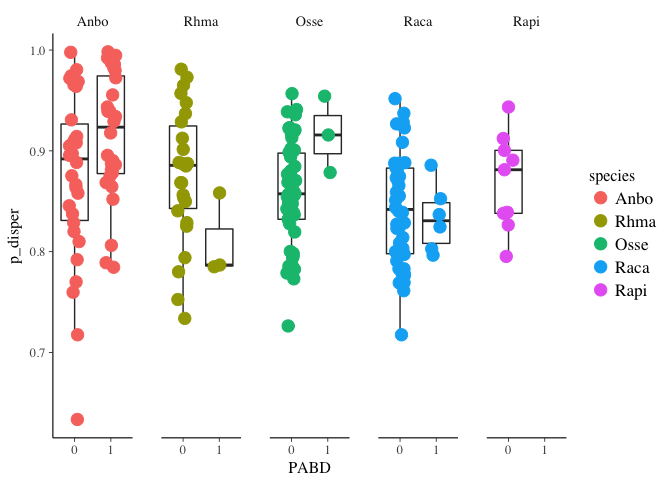 Anbo Rhma Osse Raca Rapi
1.0
0.9
0.8
0.7
p_disper
0 1 0 1 0 1 0 1 0 1
PABD
species
Anbo
Rhma
Osse
Raca
Rapi